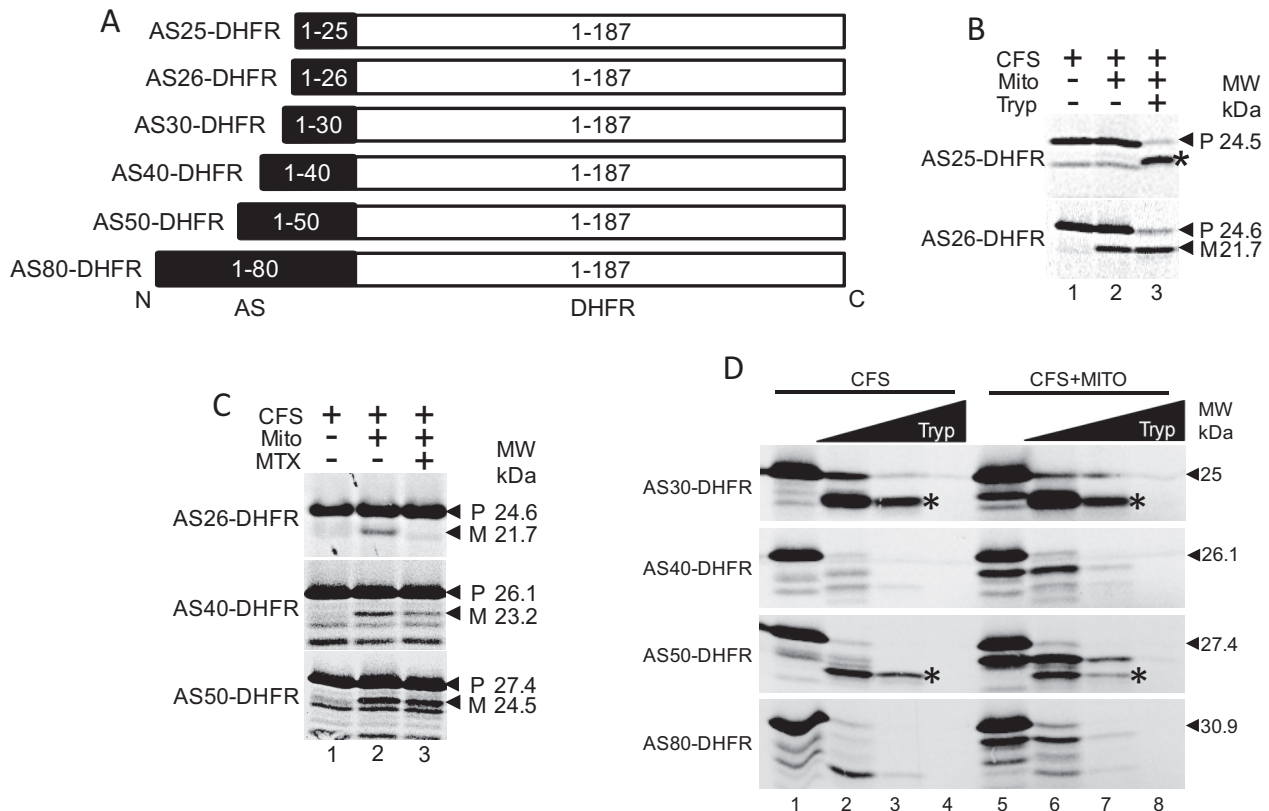 A
AS25-DHFR 1-25 1-187
AS26-DHFR 1-26 1-187
AS30-DHFR 1-30 1-187
AS40-DHFR 1-40 1-187
AS50-DHFR 1-50 1-187
AS80-DHFR 1-80 1-187
N AS DHFR C
B
CFS + + +
Mito - + + MW
Tryp - - + kDa
AS25-DHFR P 24.5
*
AS26-DHFR P 24.6
M 21.7
1 2 3
C
CFS + + +
Mito - + + MW
MTX - - + kDa
AS26-DHFR P 24.6
M 21.7
AS40-DHFR P 26.1
M 23.2
AS50-DHFR P 27.4
M 24.5
1 2 3
D
CFS CFS+MITO
Tryp Tryp MW
kDa
AS30-DHFR 25
* *
AS40-DHFR 26.1
AS50-DHFR 27.4
* *
AS80-DHFR 30.9
1 2 3 4 5 6 7 8